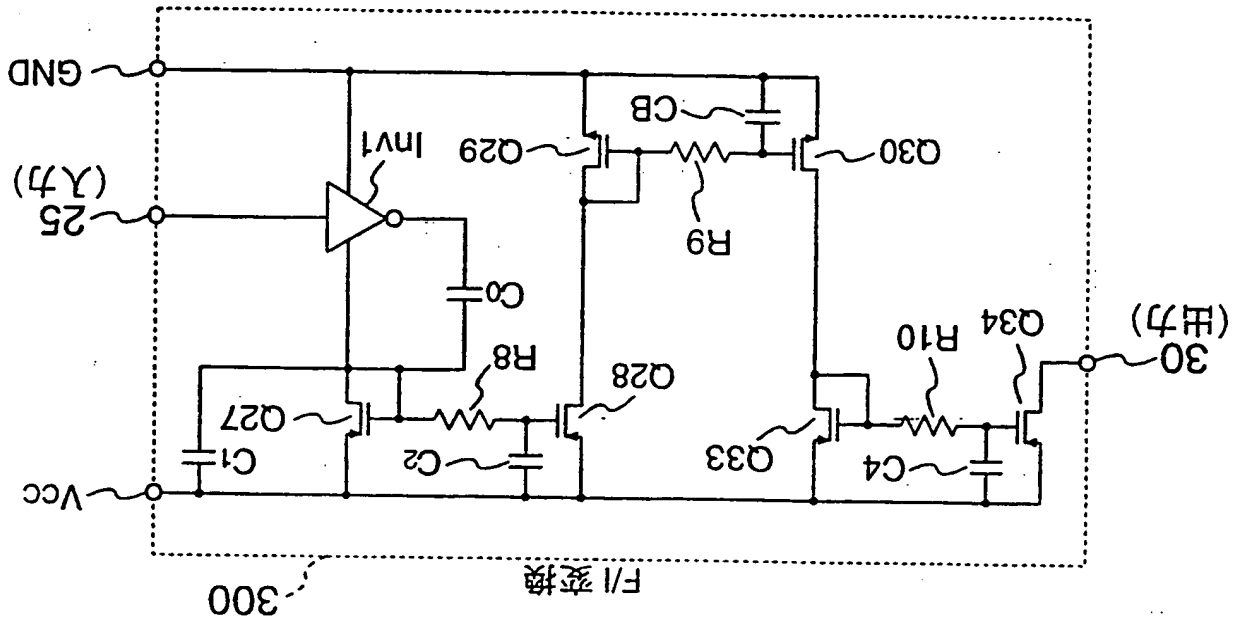 300
F/I 変換
Vcc
C4
C2
C1
Q33
Q27
Q28
R8
30
(出力)
R10
Q34
C0
R9
25
(入力)
Q30
Q29
Inv1
CB
GND